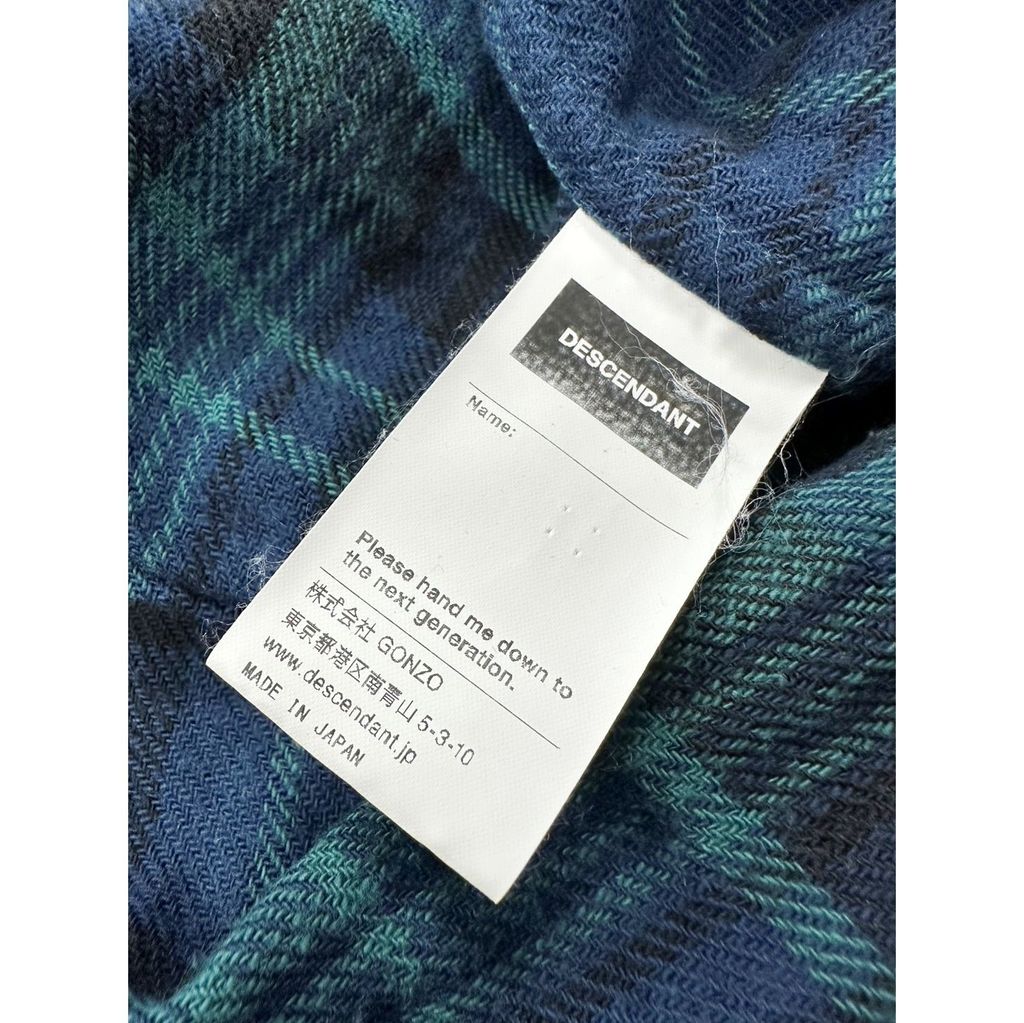 DESCENDANT
Name:
Please hand me down to
the next generation.
株式会社 GONZO
東京都港区南青山 5-3-10
www.descendant.jp
MADE IN JAPAN